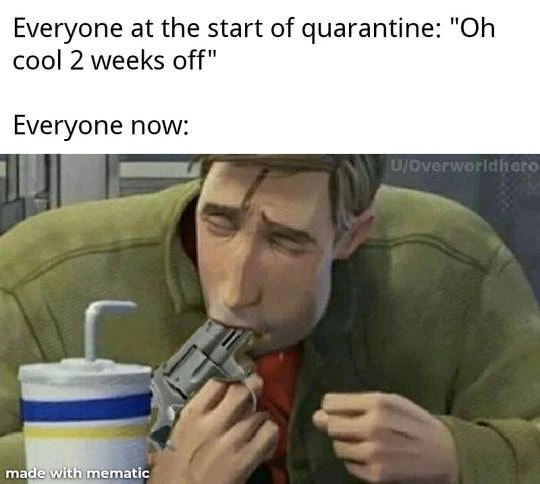 Everyone at the start of quarantine: "Oh
cool 2 weeks off"
Everyone now:
U/Overworldhero
made with mematic